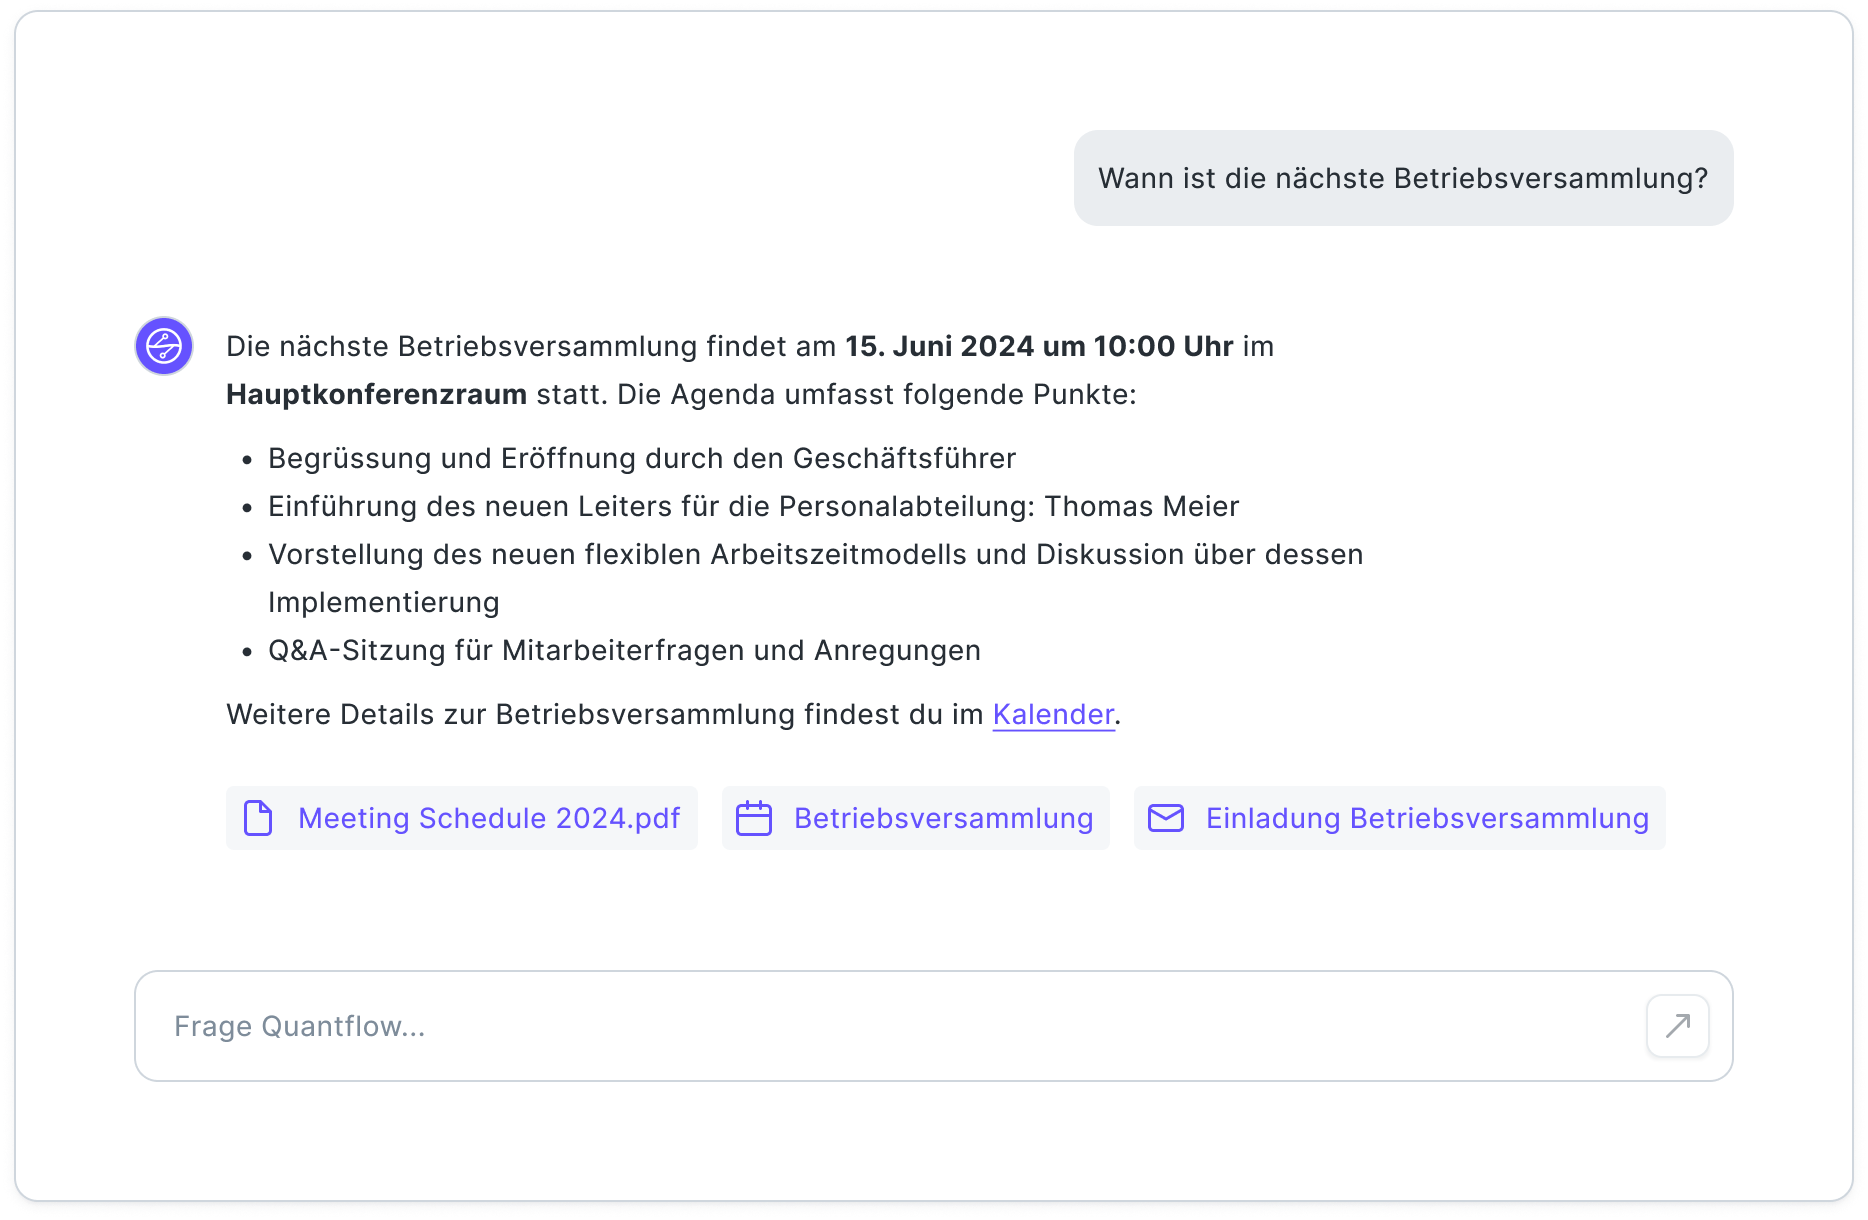 Wann ist die nächste Betriebsversammlung?
Die nächste Betriebsversammlung findet am 15. Juni 2024 um 10:00 Uhr im
Hauptkonferenzraum statt. Die Agenda umfasst folgende Punkte:
• Begrüssung und Eröffnung durch den Geschäftsführer
• Einführung des neuen Leiters für die Personalabteilung: Thomas Meier
• Vorstellung des neuen flexiblen Arbeitszeitmodells und Diskussion über dessen
Implementierung
• Q&A-Sitzung für Mitarbeiterfragen und Anregungen
Weitere Details zur Betriebsversammlung findest du im Kalender.
Meeting Schedule 2024.pdf Betriebsversammlung Einladung Betriebsversammlung
Frage Quantflow...